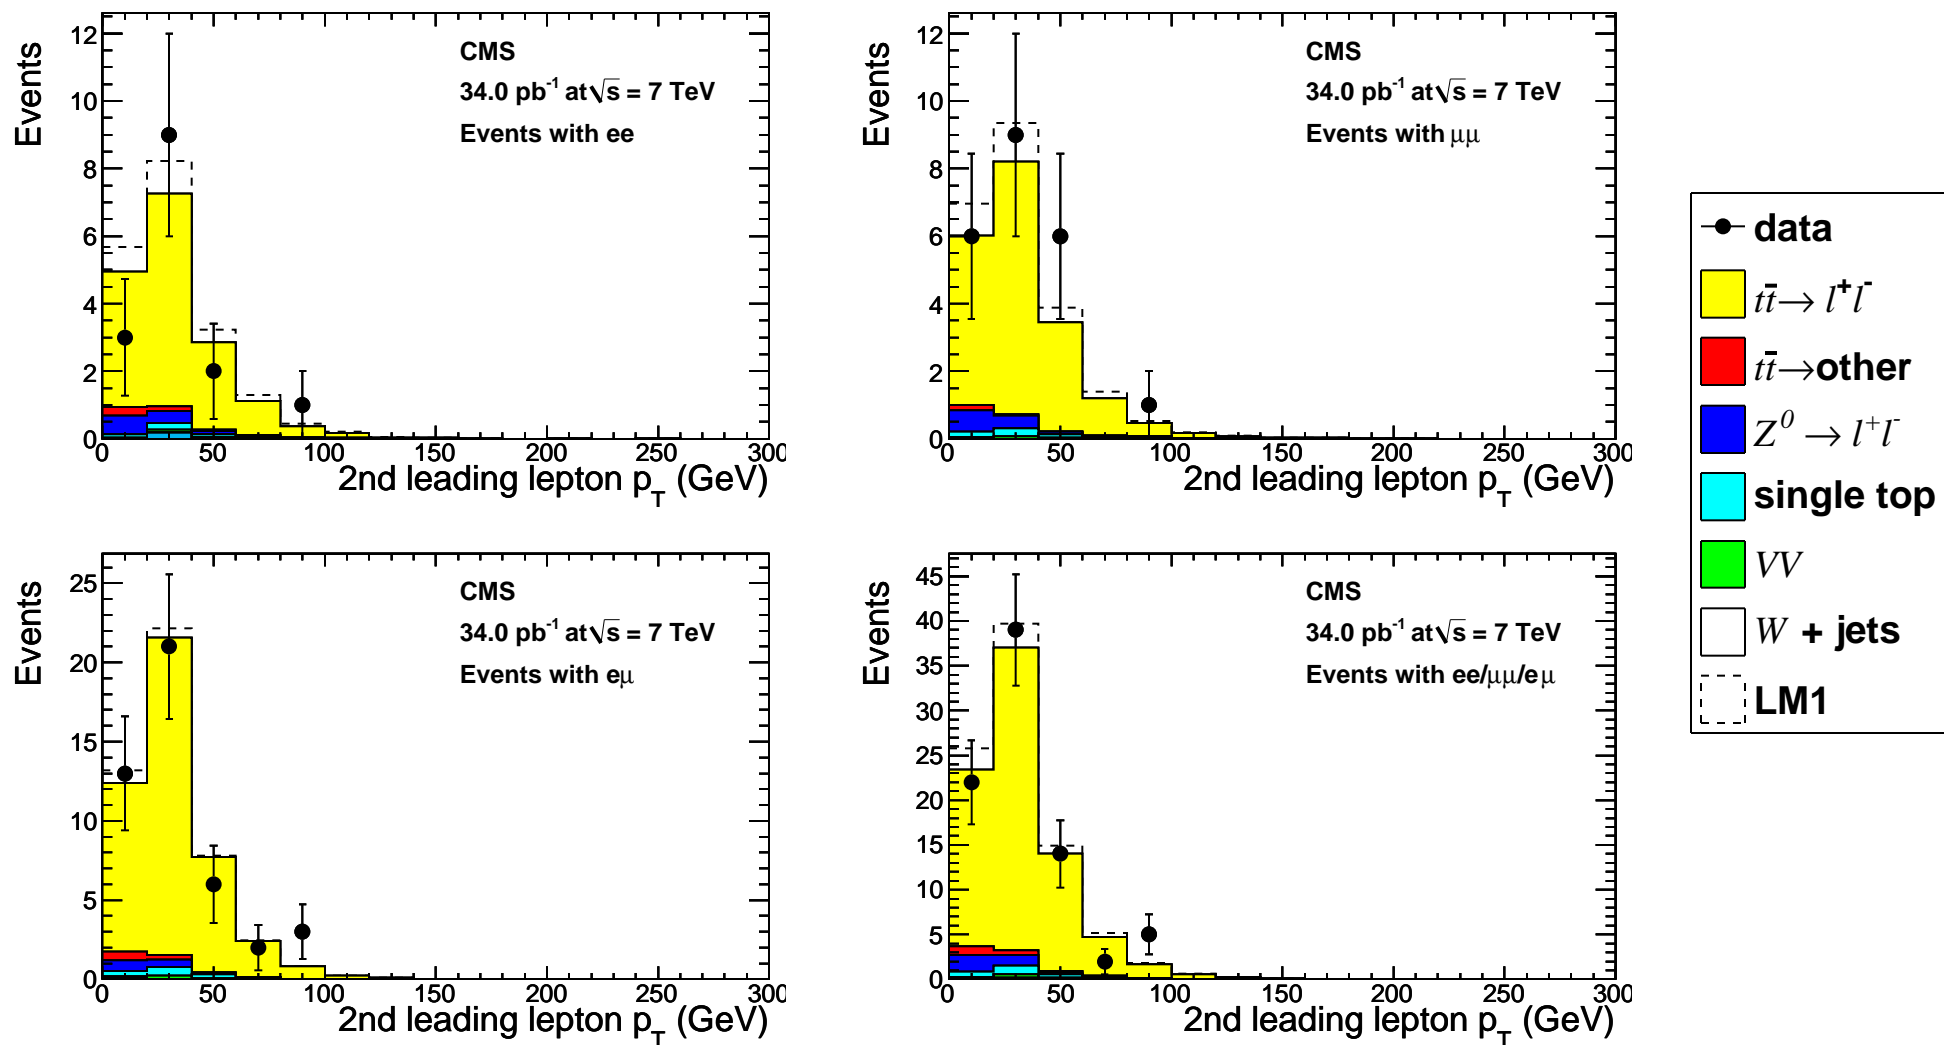 Events
12
10
8
6
4
2
0
CMS
34.0 pb⁻¹ at √s = 7 TeV
Events with ee
0 50 100 150 200 250 300
2nd leading lepton p_T (GeV)
Events
12
10
8
6
4
2
0
CMS
34.0 pb⁻¹ at √s = 7 TeV
Events with μμ
0 50 100 150 200 250 300
2nd leading lepton p_T (GeV)
Events
25
20
15
10
5
0
CMS
34.0 pb⁻¹ at √s = 7 TeV
Events with eμ
0 50 100 150 200 250 300
2nd leading lepton p_T (GeV)
Events
45
40
35
30
25
20
15
10
5
0
CMS
34.0 pb⁻¹ at √s = 7 TeV
Events with ee/μμ/eμ
0 50 100 150 200 250 300
2nd leading lepton p_T (GeV)
data
tt̄→ l⁺l⁻
tt̄→other
Z⁰ → l⁺l⁻
single top
VV
W + jets
LM1